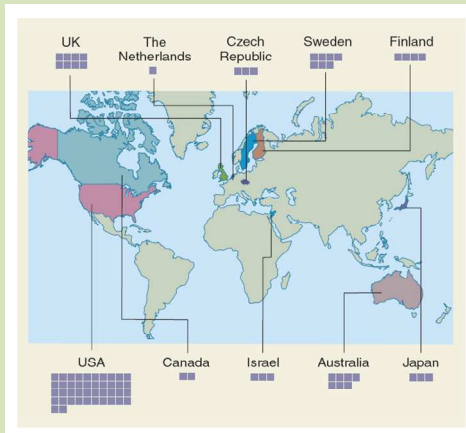 UK
The
Netherlands
Czech
Republic
Sweden
Finland
USA
Canada
Israel
Australia
Japan